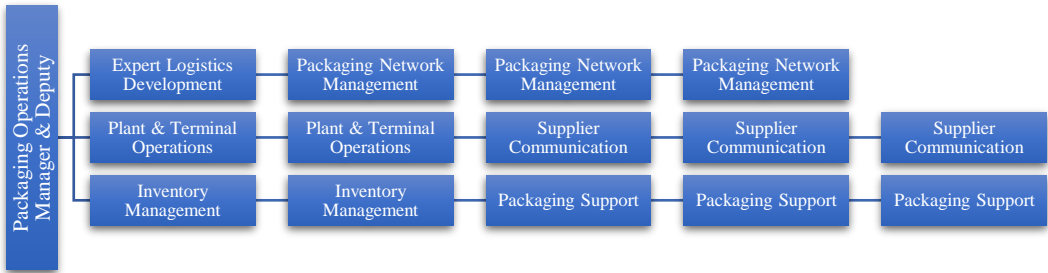 Packaging Operations
Manager & Deputy
Expert Logistics
Development
Packaging Network
Management
Packaging Network
Management
Packaging Network
Management
Plant & Terminal
Operations
Plant & Terminal
Operations
Supplier
Communication
Supplier
Communication
Supplier
Communication
Inventory
Management
Inventory
Management
Packaging Support
Packaging Support
Packaging Support